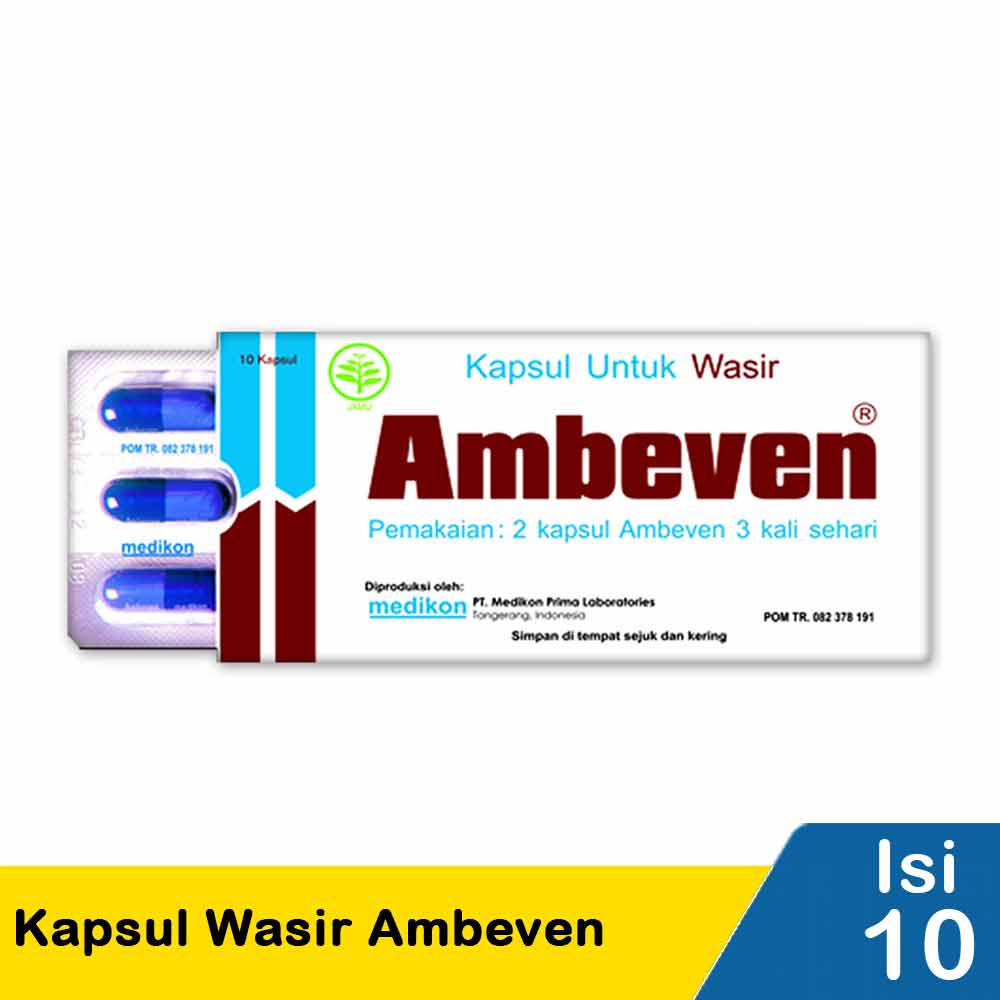 10 Kapsul
JAMU
Kapsul Untuk Wasir
Ambeven®
Pemakaian : 2 kapsul Ambeven 3 kali sehari
Diproduksi oleh:
medikon PT. Medikon Prima Laboratories
Tangerang, Indonesia
Simpan di tempat sejuk dan kering
POM TR. 082 378 191
POM TR. 082 378 191
medikon
Kapsul Wasir Ambeven
Isi
10